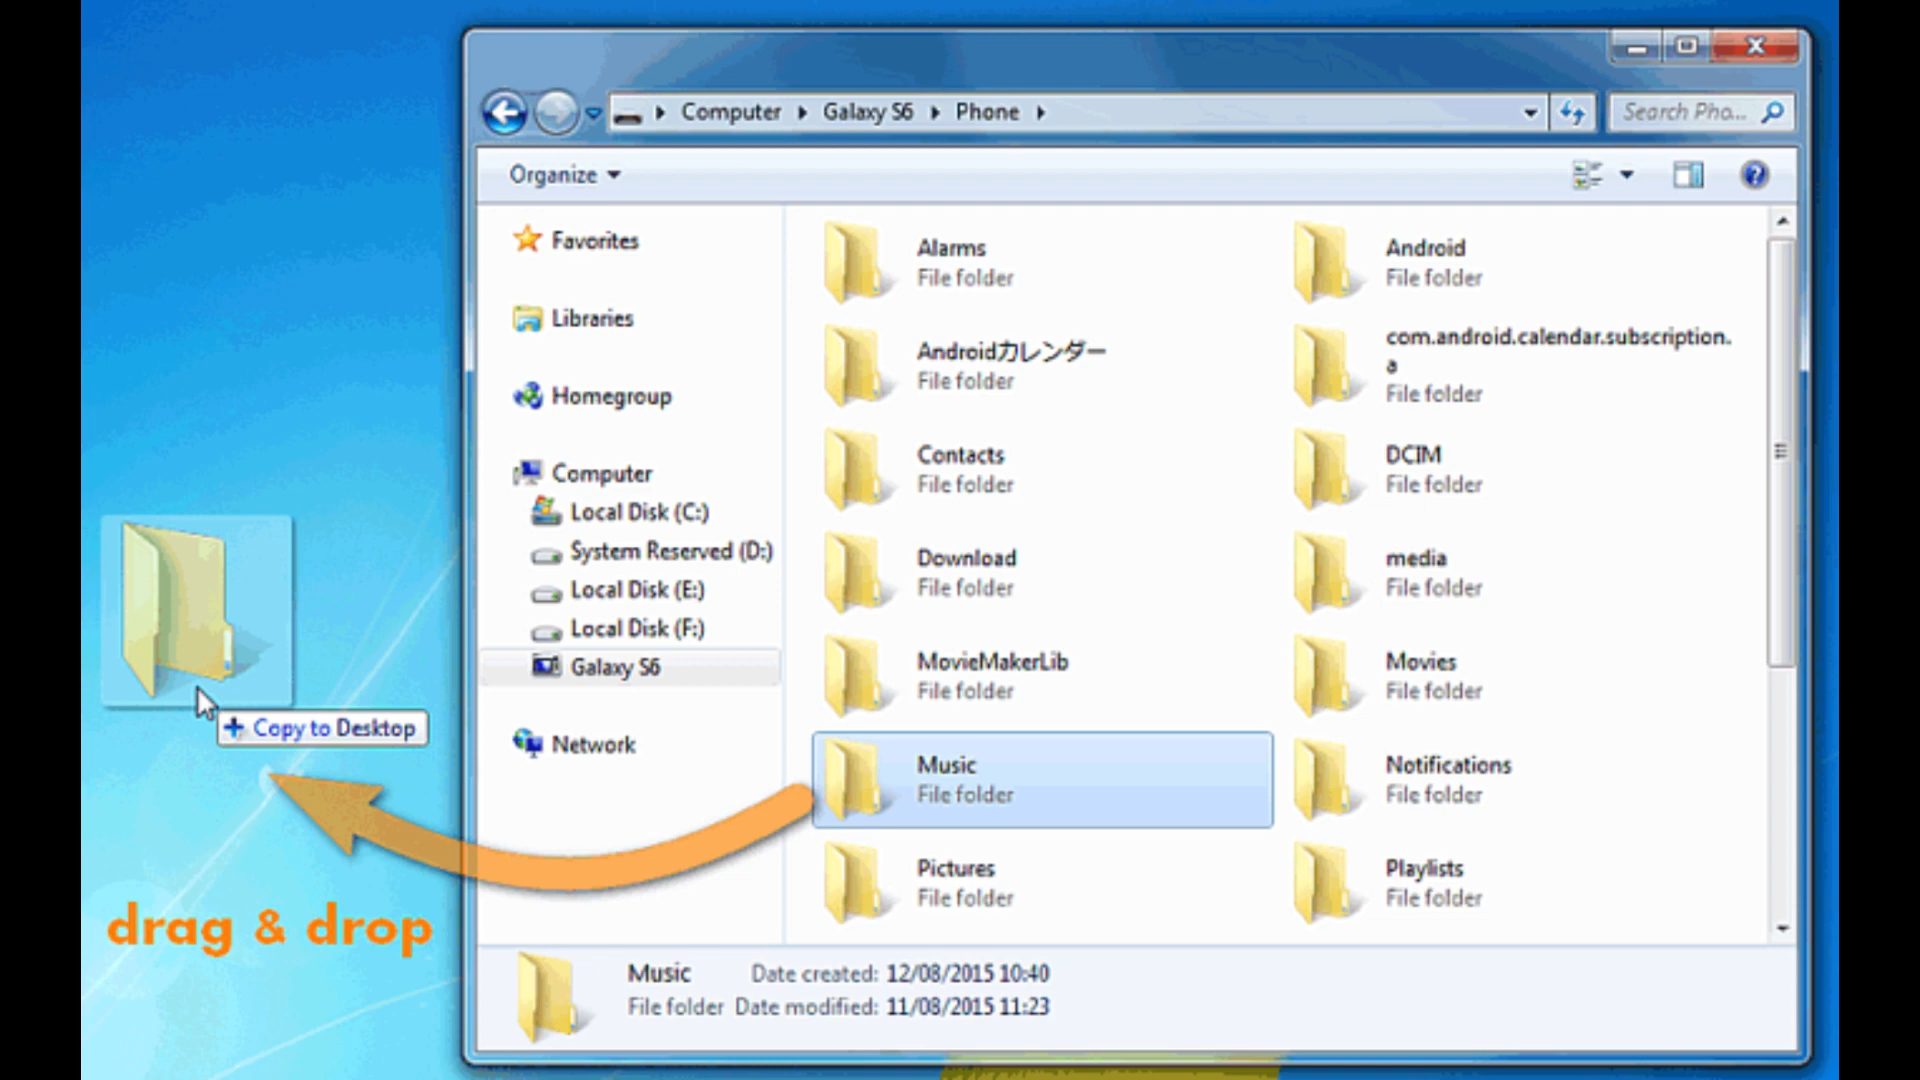 Computer
Galaxy S6
Phone
Search Pho...
Organize
Favorites
Libraries
Homegroup
Computer
Local Disk (C:)
System Reserved (D:)
Local Disk (E:)
Local Disk (F:)
Galaxy S6
Network
Alarms
File folder
Android
File folder
Androidカレンダー
File folder
com.android.calendar.subscription.
a
File folder
Contacts
File folder
DCIM
File folder
Download
File folder
media
File folder
MovieMakerLib
File folder
Movies
File folder
Music
File folder
Notifications
File folder
Pictures
File folder
Playlists
File folder
Copy to Desktop
drag & drop
Music Date created: 12/08/2015 10:40
File folder Date modified: 11/08/2015 11:23